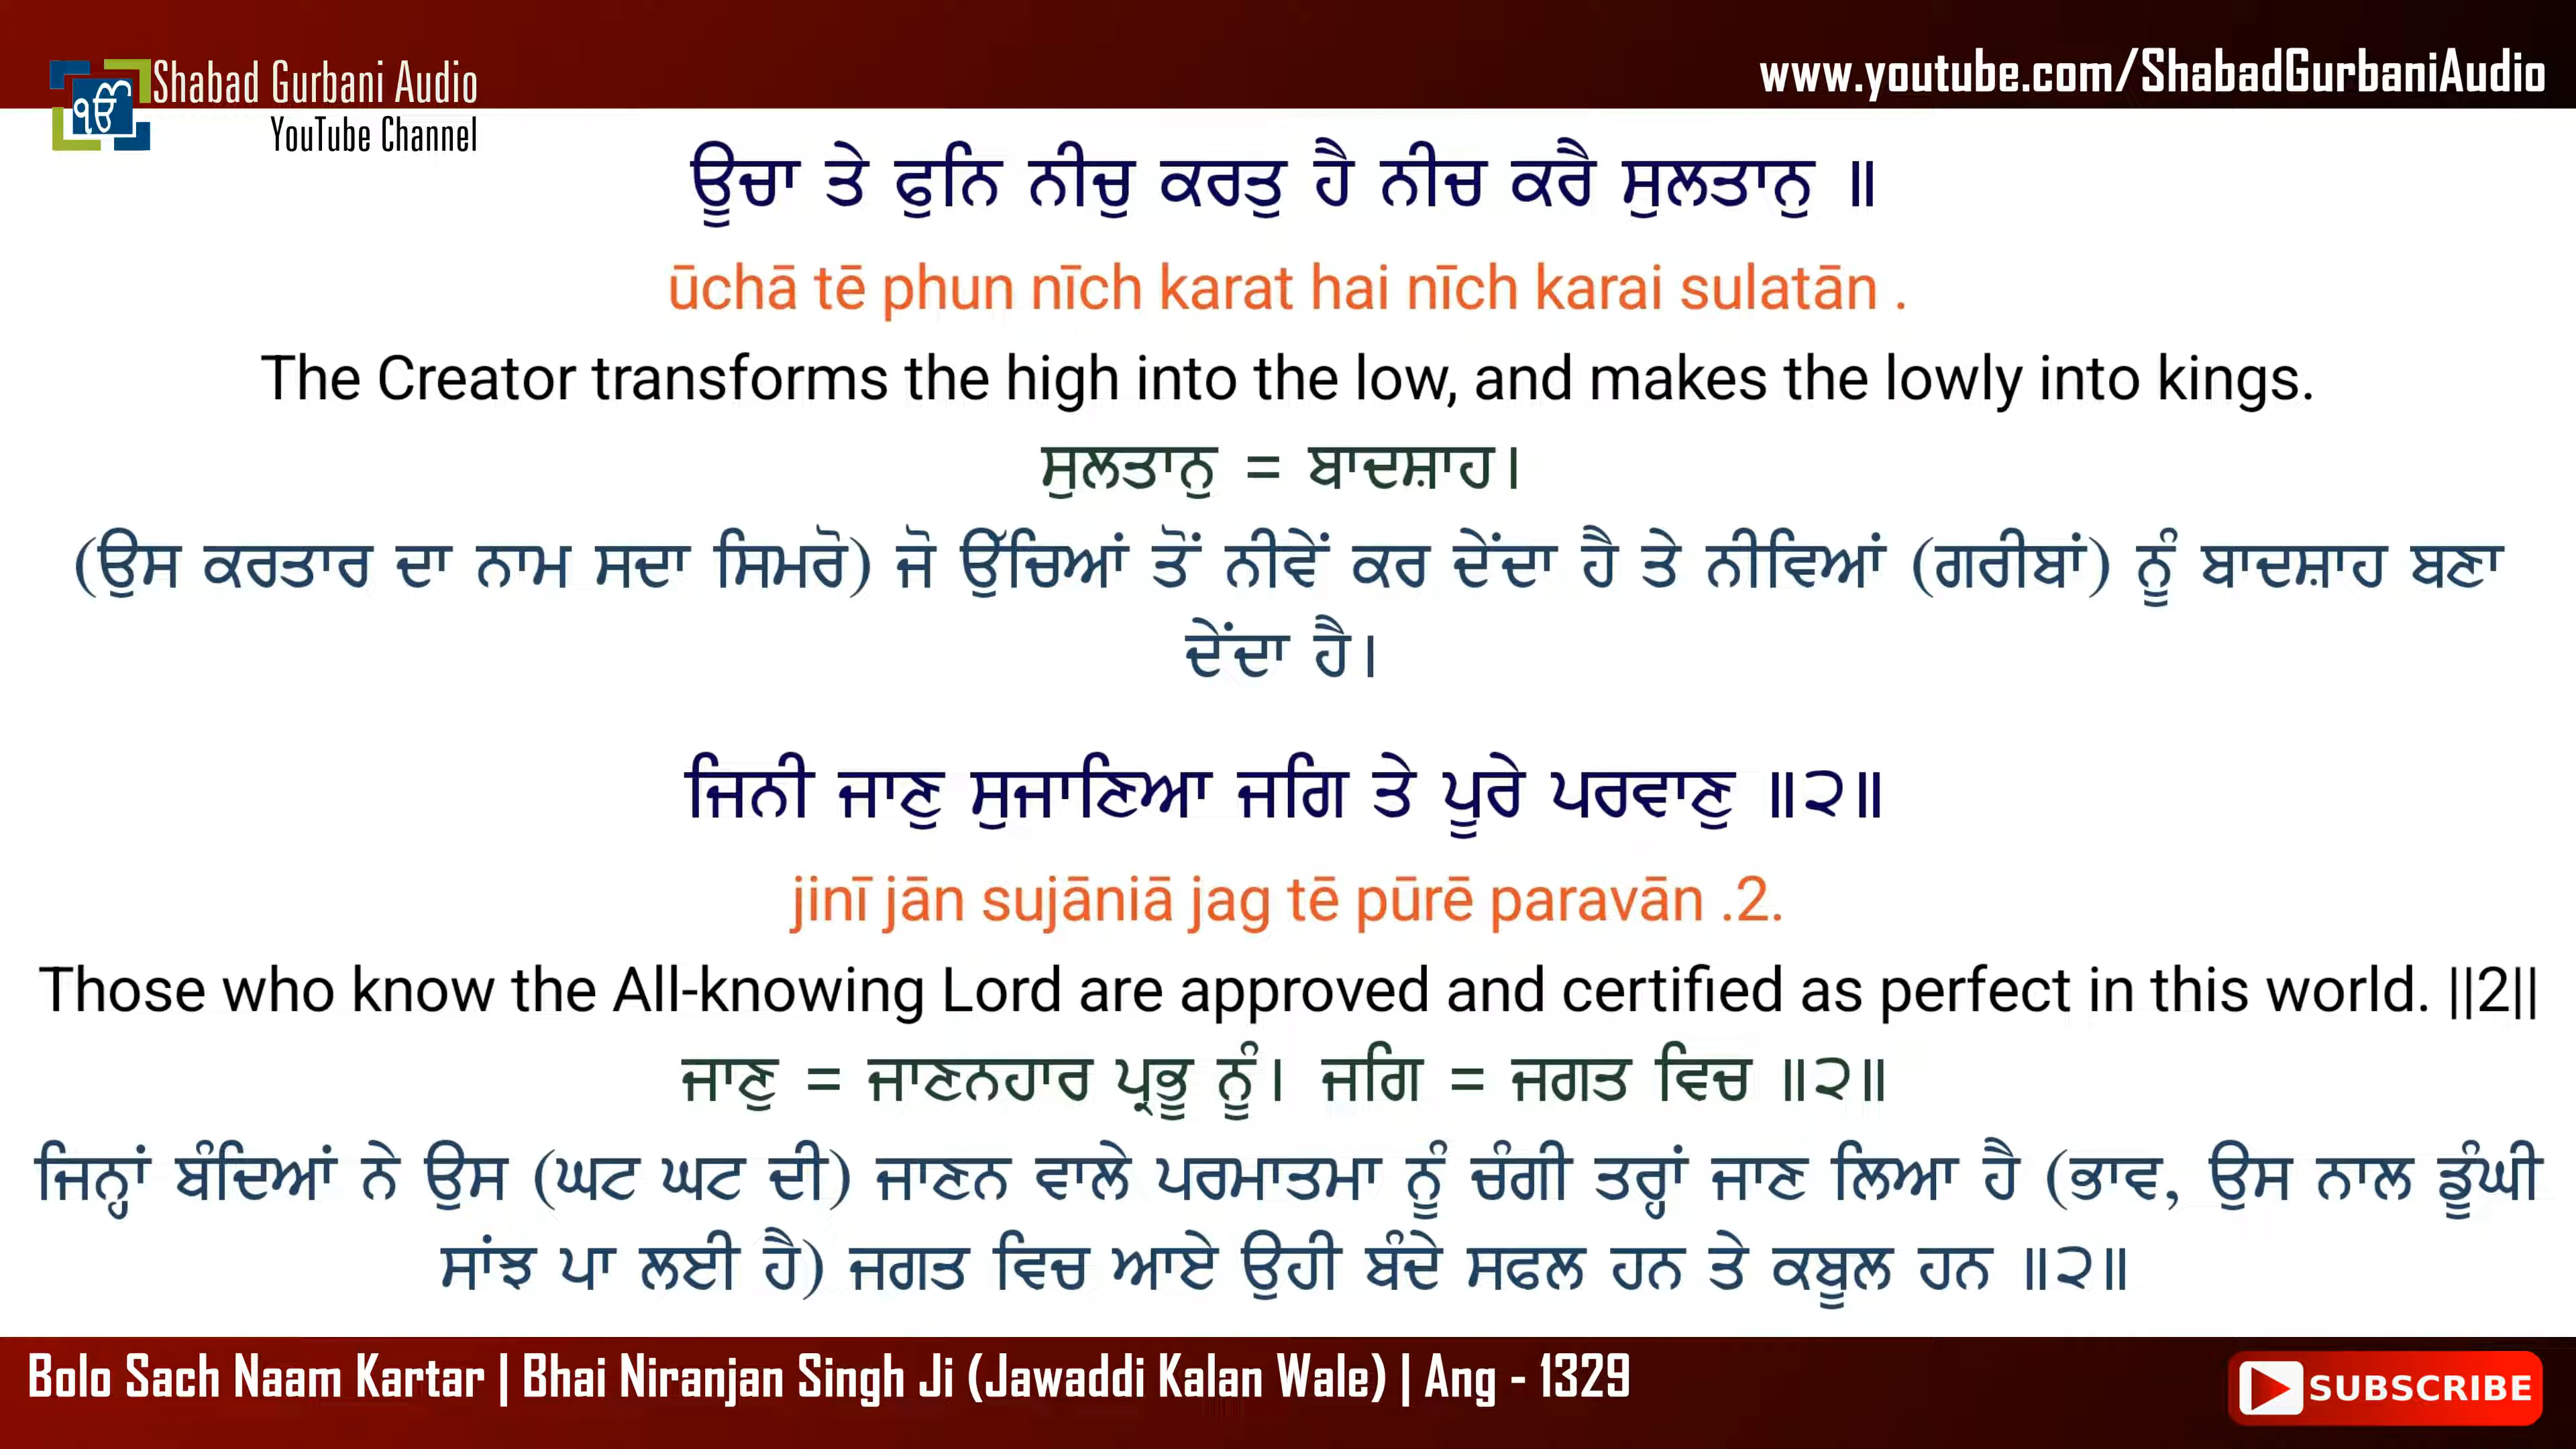 Shabad Gurbani Audio
YouTube Channel
www.youtube.com/ShabadGurbaniAudio
ੴ
ਊਚਾ ਤੇ ਫੁਨਿ ਨੀਚੁ ਕਰਤੁ ਹੈ ਨੀਚ ਕਰੈ ਸੁਲਤਾਨੁ ॥
ūchā tē phun nīch karat hai nīch karai sulatān .
The Creator transforms the high into the low, and makes the lowly into kings.
ਸੁਲਤਾਨੁ = ਬਾਦਸ਼ਾਹ।
(ਉਸ ਕਰਤਾਰ ਦਾ ਨਾਮ ਸਦਾ ਸਿਮਰੋ) ਜੋ ਉੱਚਿਆਂ ਤੋਂ ਨੀਵੇਂ ਕਰ ਦੇਂਦਾ ਹੈ ਤੇ ਨੀਵਿਆਂ (ਗਰੀਬਾਂ) ਨੂੰ ਬਾਦਸ਼ਾਹ ਬਣਾ
ਦੇਂਦਾ ਹੈ।
ਜਿਨੀ ਜਾਣੁ ਸੁਜਾਣਿਆ ਜਗਿ ਤੇ ਪੂਰੇ ਪਰਵਾਣੁ ॥੨॥
jinī jān sujāniā jag tē pūrē paravān .2.
Those who know the All-knowing Lord are approved and certified as perfect in this world. ||2||
ਜਾਣੁ = ਜਾਣਨਹਾਰ ਪ੍ਰਭੂ ਨੂੰ। ਜਗਿ = ਜਗਤ ਵਿਚ ॥੨॥
ਜਿਨ੍ਹਾਂ ਬੰਦਿਆਂ ਨੇ ਉਸ (ਘਟ ਘਟ ਦੀ) ਜਾਣਨ ਵਾਲੇ ਪਰਮਾਤਮਾ ਨੂੰ ਚੰਗੀ ਤਰ੍ਹਾਂ ਜਾਣ ਲਿਆ ਹੈ (ਭਾਵ, ਉਸ ਨਾਲ ਡੂੰਘੀ
ਸਾਂਝ ਪਾ ਲਈ ਹੈ) ਜਗਤ ਵਿਚ ਆਏ ਉਹੀ ਬੰਦੇ ਸਫਲ ਹਨ ਤੇ ਕਬੂਲ ਹਨ ॥੨॥
Bolo Sach Naam Kartar | Bhai Niranjan Singh Ji (Jawaddi Kalan Wale) | Ang - 1329
SUBSCRIBE